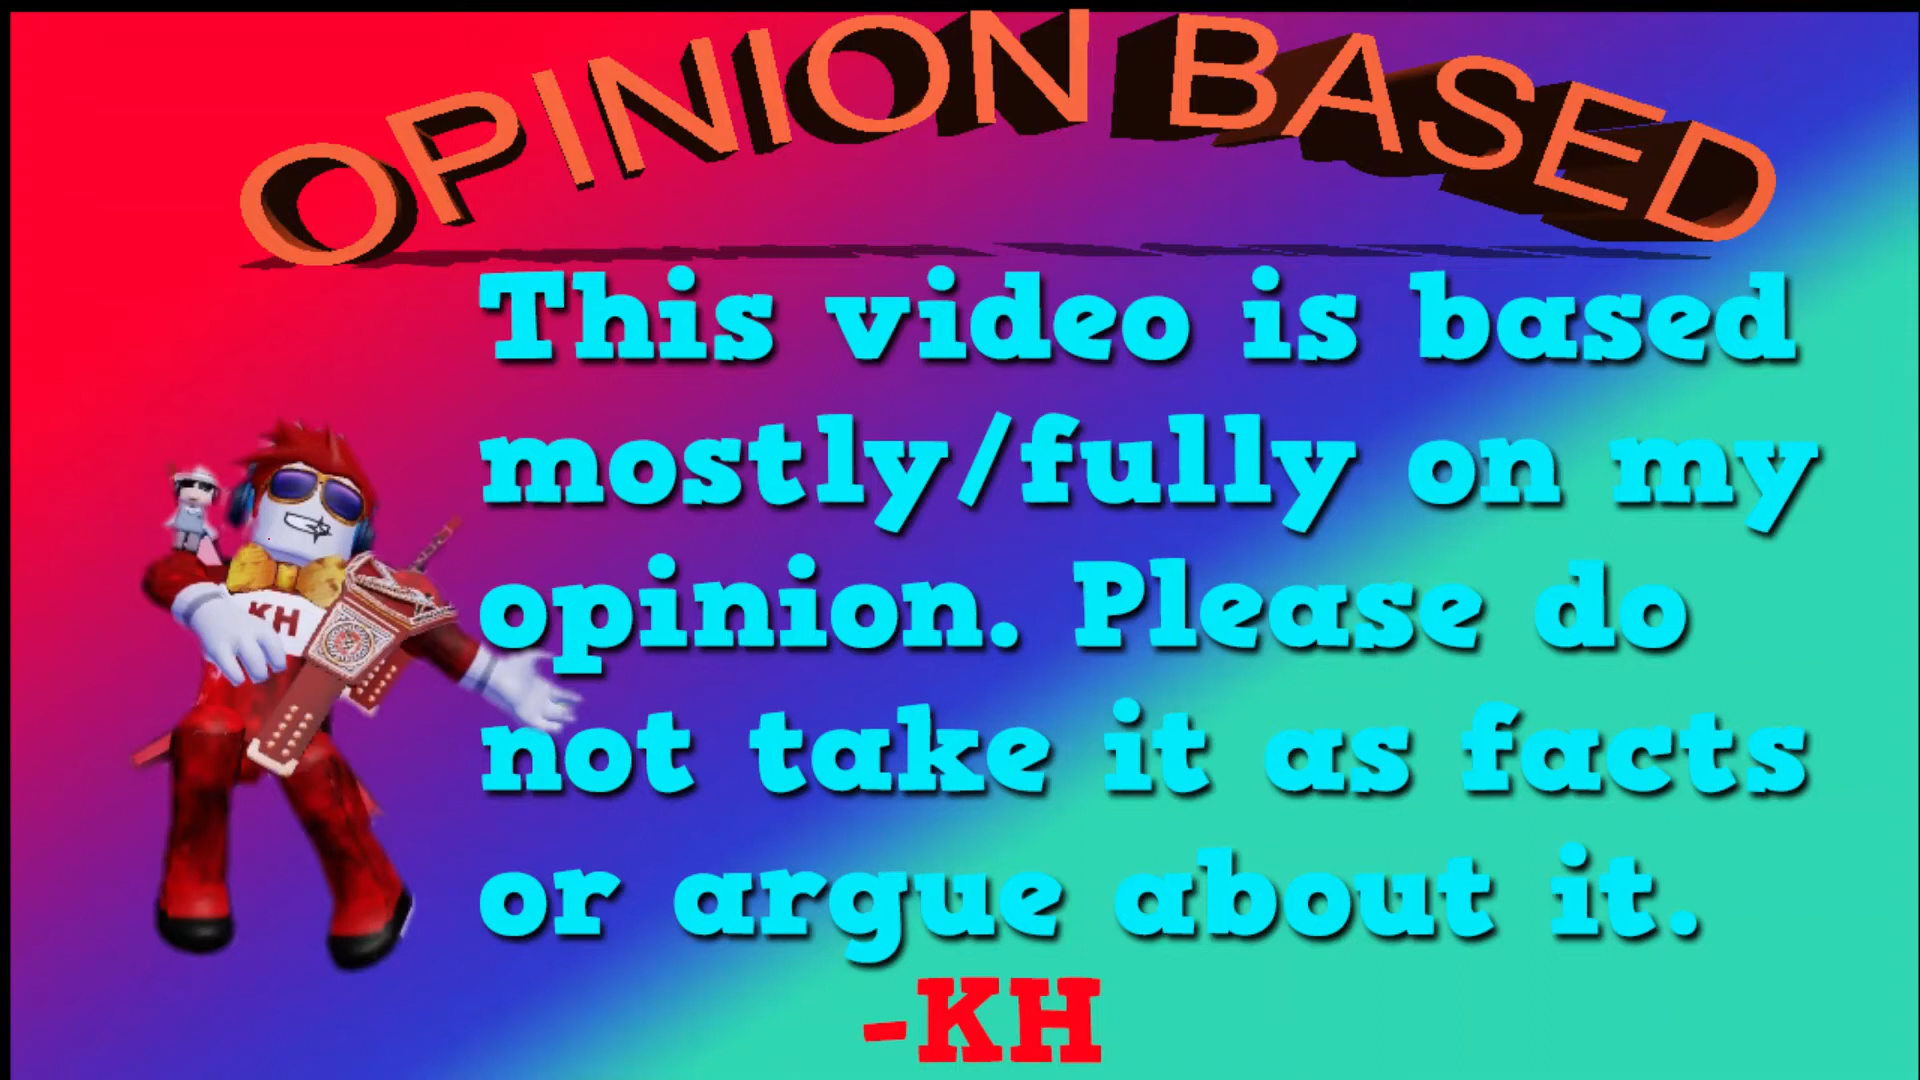 OPINION BASED
This video is based
mostly/fully on my
opinion. Please do
not take it as facts
or argue about it.
-KH
KH